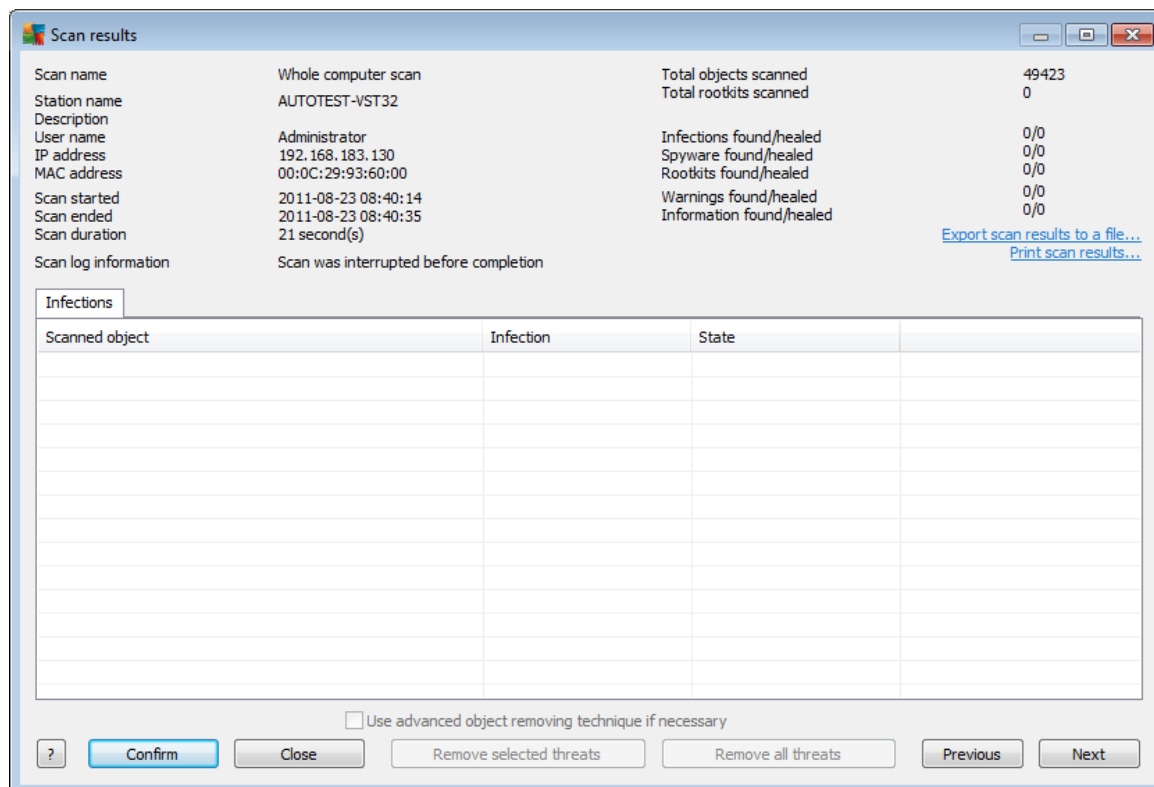 Scan results
Scan name Whole computer scan Total objects scanned 49423
Total rootkits scanned 0
Station name AUTOTEST-VST32
Description
User name Administrator Infections found/healed 0/0
IP address 192.168.183.130 Spyware found/healed 0/0
MAC address 00:0C:29:93:60:00 Rootkits found/healed 0/0
Scan started 2011-08-23 08:40:14 Warnings found/healed 0/0
Scan ended 2011-08-23 08:40:35 Information found/healed 0/0
Scan duration 21 second(s) Export scan results to a file...
Print scan results...
Scan log information Scan was interrupted before completion
Infections
Scanned object Infection State
Use advanced object removing technique if necessary
? Confirm Close Remove selected threats Remove all threats Previous Next